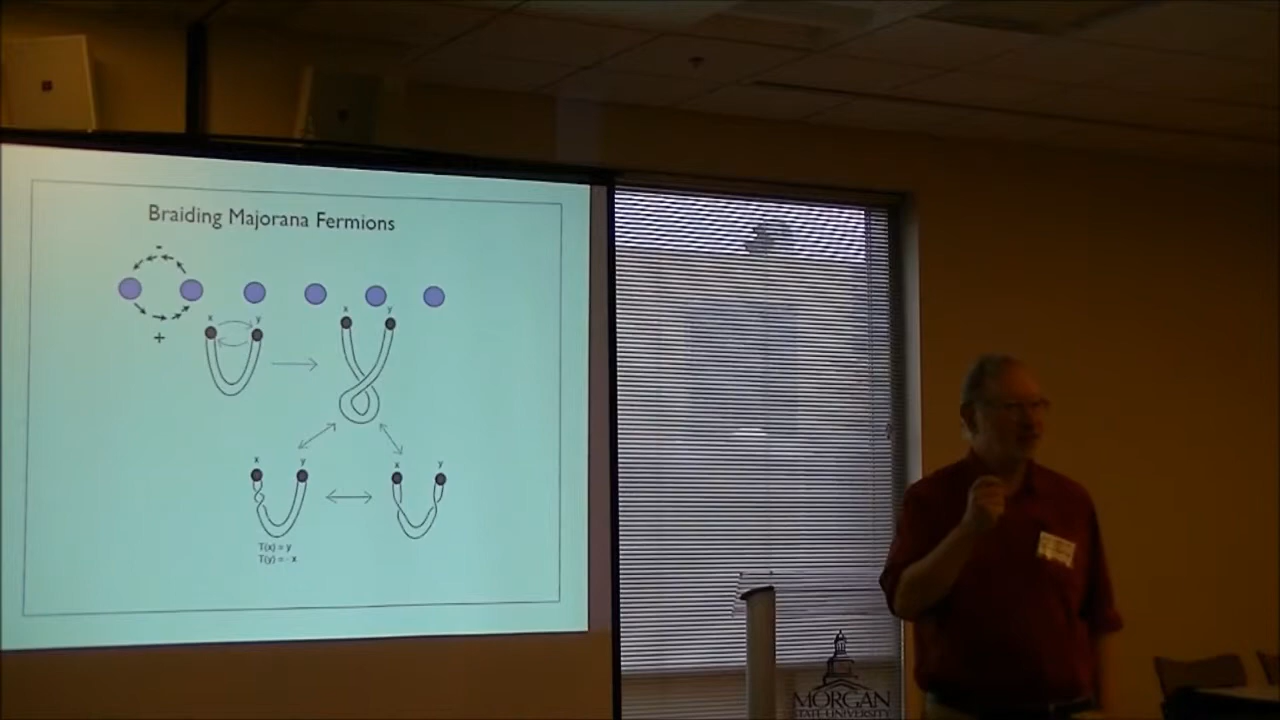 Braiding Majorana Fermions
-
+
x y
x y
x y
x y
T(x) = y
T(y) = - x
MORGAN
STATE UNIVERSITY